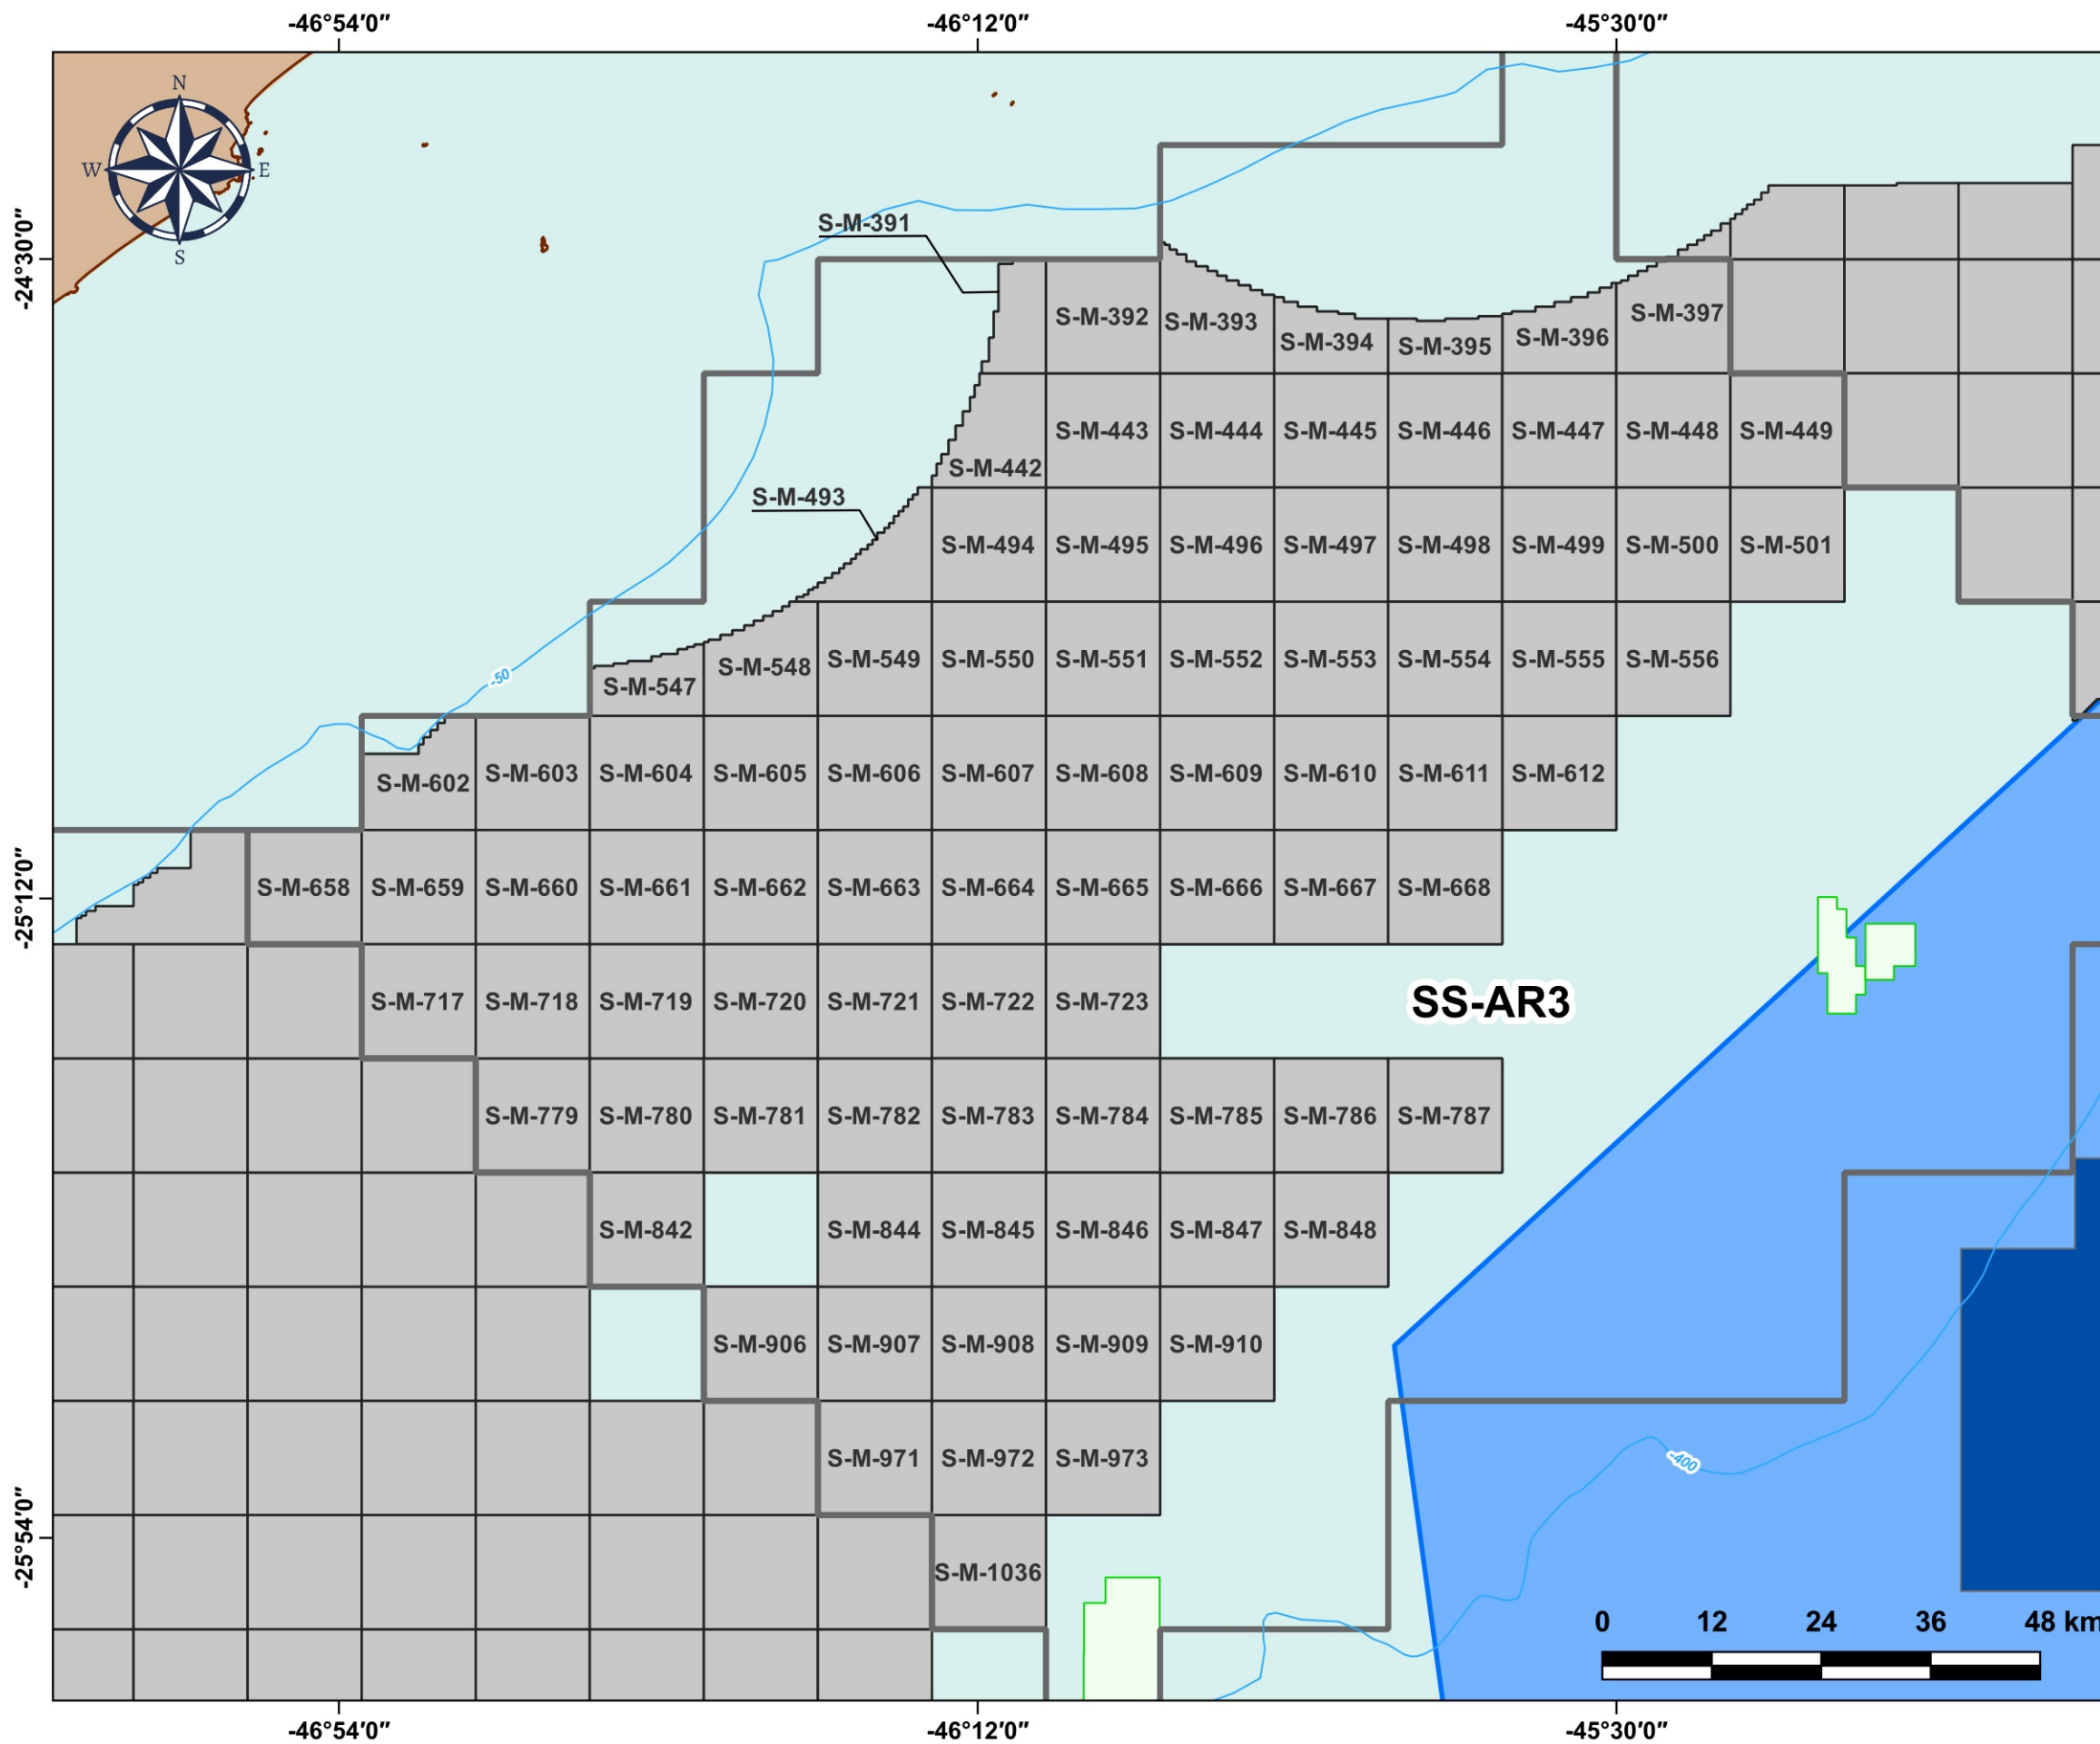 -46°54′0″ -46°12′0″ -45°30′0″
N
W E
S
-24°30′0″
S-M-391
S-M-392 S-M-393 S-M-394 S-M-395 S-M-396 S-M-397
S-M-442 S-M-443 S-M-444 S-M-445 S-M-446 S-M-447 S-M-448 S-M-449
S-M-493 S-M-494 S-M-495 S-M-496 S-M-497 S-M-498 S-M-499 S-M-500 S-M-501
S-M-547 S-M-548 S-M-549 S-M-550 S-M-551 S-M-552 S-M-553 S-M-554 S-M-555 S-M-556
-50
S-M-602 S-M-603 S-M-604 S-M-605 S-M-606 S-M-607 S-M-608 S-M-609 S-M-610 S-M-611 S-M-612
-25°12′0″
S-M-658 S-M-659 S-M-660 S-M-661 S-M-662 S-M-663 S-M-664 S-M-665 S-M-666 S-M-667 S-M-668
S-M-717 S-M-718 S-M-719 S-M-720 S-M-721 S-M-722 S-M-723
SS-AR3
S-M-779 S-M-780 S-M-781 S-M-782 S-M-783 S-M-784 S-M-785 S-M-786 S-M-787
S-M-842 S-M-844 S-M-845 S-M-846 S-M-847 S-M-848
S-M-906 S-M-907 S-M-908 S-M-909 S-M-910
S-M-971 S-M-972 S-M-973
-400
-25°54′0″
S-M-1036
0 12 24 36 48 km
-46°54′0″ -46°12′0″ -45°30′0″